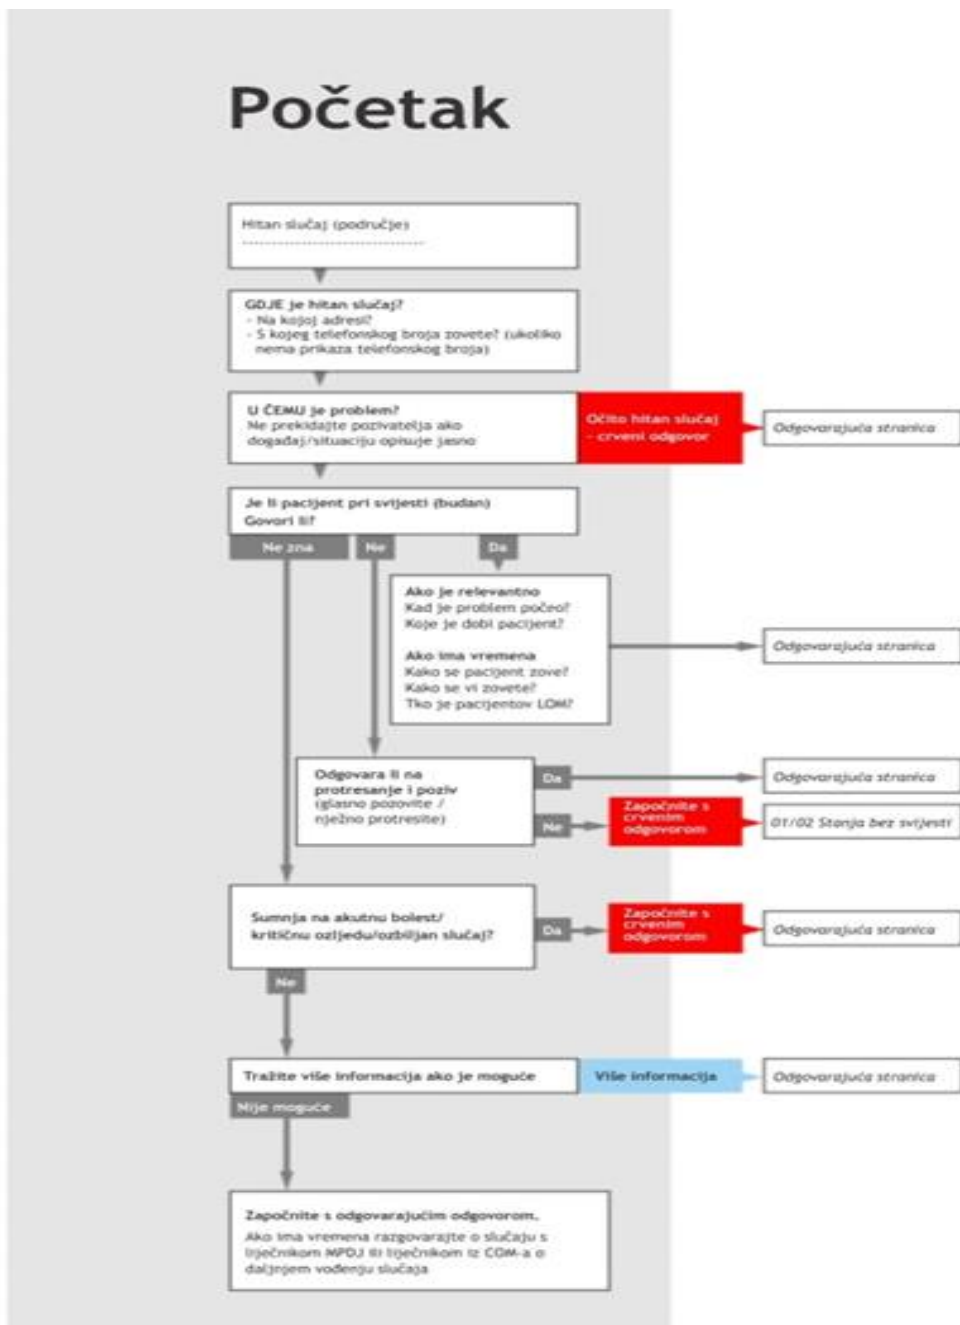 Početak
Hitan slučaj (područje)
GDJE je hitan slučaj?
- Na kojoj adresi?
- S kojeg telefonskog broja zovete? (ukoliko
nema prikaza telefonskog broja)
U ČEMU je problem?
Ne prekidajte pozivatelja ako
događaj/situaciju opisuje jasno
Očito hitan slučaj
- crveni odgovor
Odgovarajuća stranica
Je li pacijent pri svijesti (budan)
Govori li?
Ne zna
Ne
Da
Ako je relevantno
Kad je problem počeo?
Koje je dobi pacijent?
Ako ima vremena
Kako se pacijent zove?
Kako se vi zovete?
Tko je pacijentov LOM?
Odgovarajuća stranica
Odgovara li na
protresanje i poziv
(glasno pozovite /
nježno protresite)
Da
Odgovarajuća stranica
Ne
Započnite s
crvenim
odgovorom
01/02 Stanja bez svijesti
Sumnja na akutnu bolest/
kritičnu ozljedu/ozbiljan slučaj?
Da
Započnite s
crvenim
odgovorom
Odgovarajuća stranica
Ne
Tražite više informacija ako je moguće
Više informacija
Odgovarajuća stranica
Nije moguće
Započnite s odgovarajućim odgovorom.
Ako ima vremena razgovarajte o slučaju s
liječnikom MPDJ ili liječnikom iz COM-a o
daljnjem vođenju slučaja